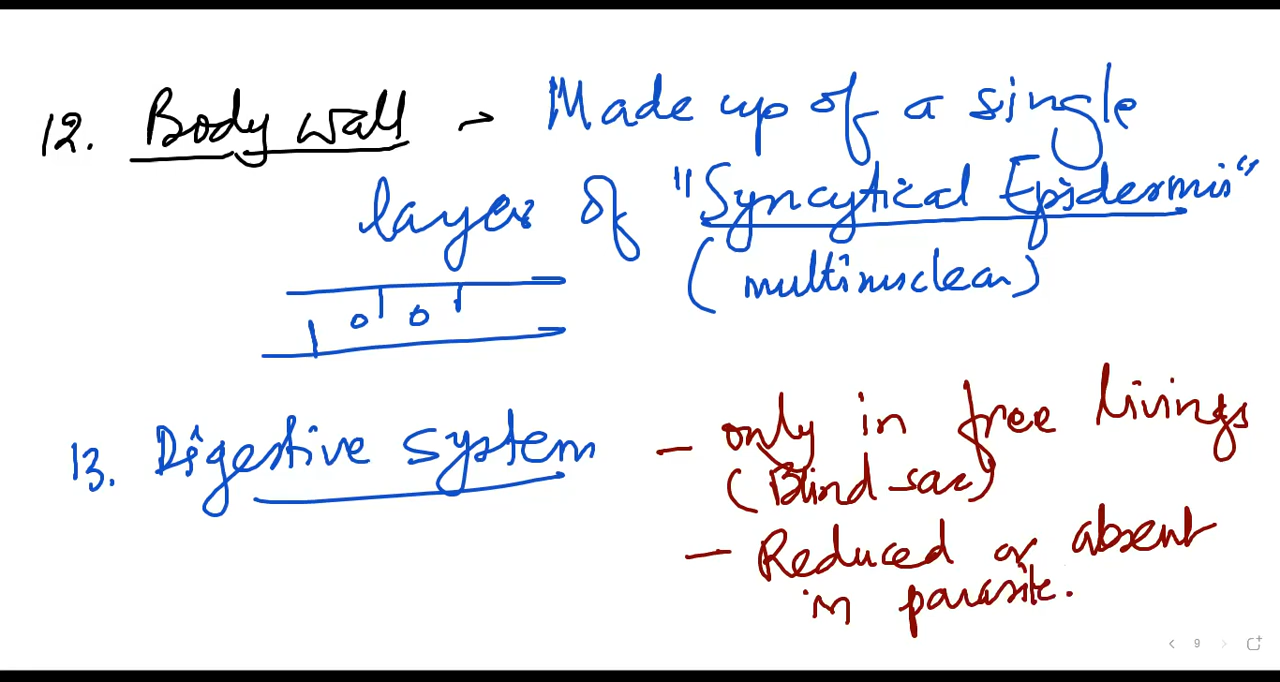 12. Body wall → Made up of a single
layer of "Syncytical Epidermis"
(multinuclear)
13. Digestive system - only in free livings
(Blind sac)
- Reduced or absent
in parasite.
9